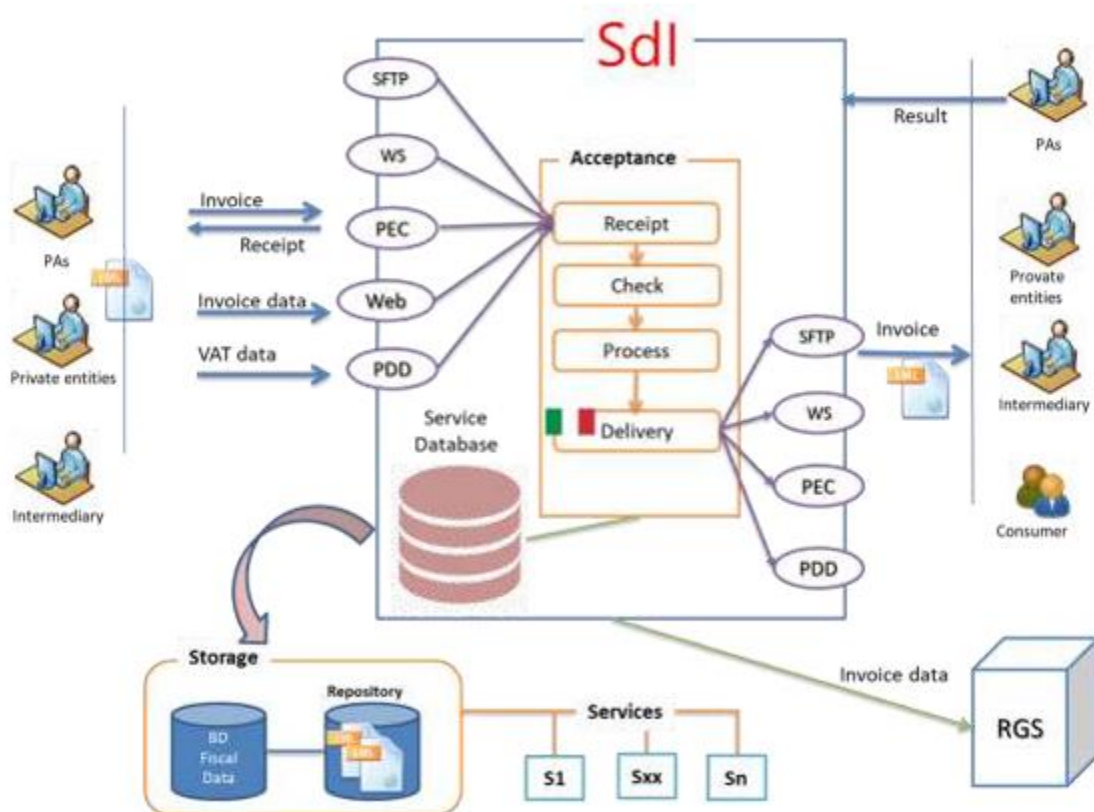 SdI
SFTP
WS
PEC
Web
PDD
Invoice
Receipt
Invoice data
VAT data
PAs
XML
Private entities
Intermediary
Acceptance
Receipt
Check
Process
Delivery
Service
Database
SFTP
WS
PEC
PDD
Result
PAs
Provate
entities
Invoice
XML
Intermediary
Consumer
Storage
BD
Fiscal
Data
Repository
Services
S1
Sxx
Sn
Invoice data
RGS